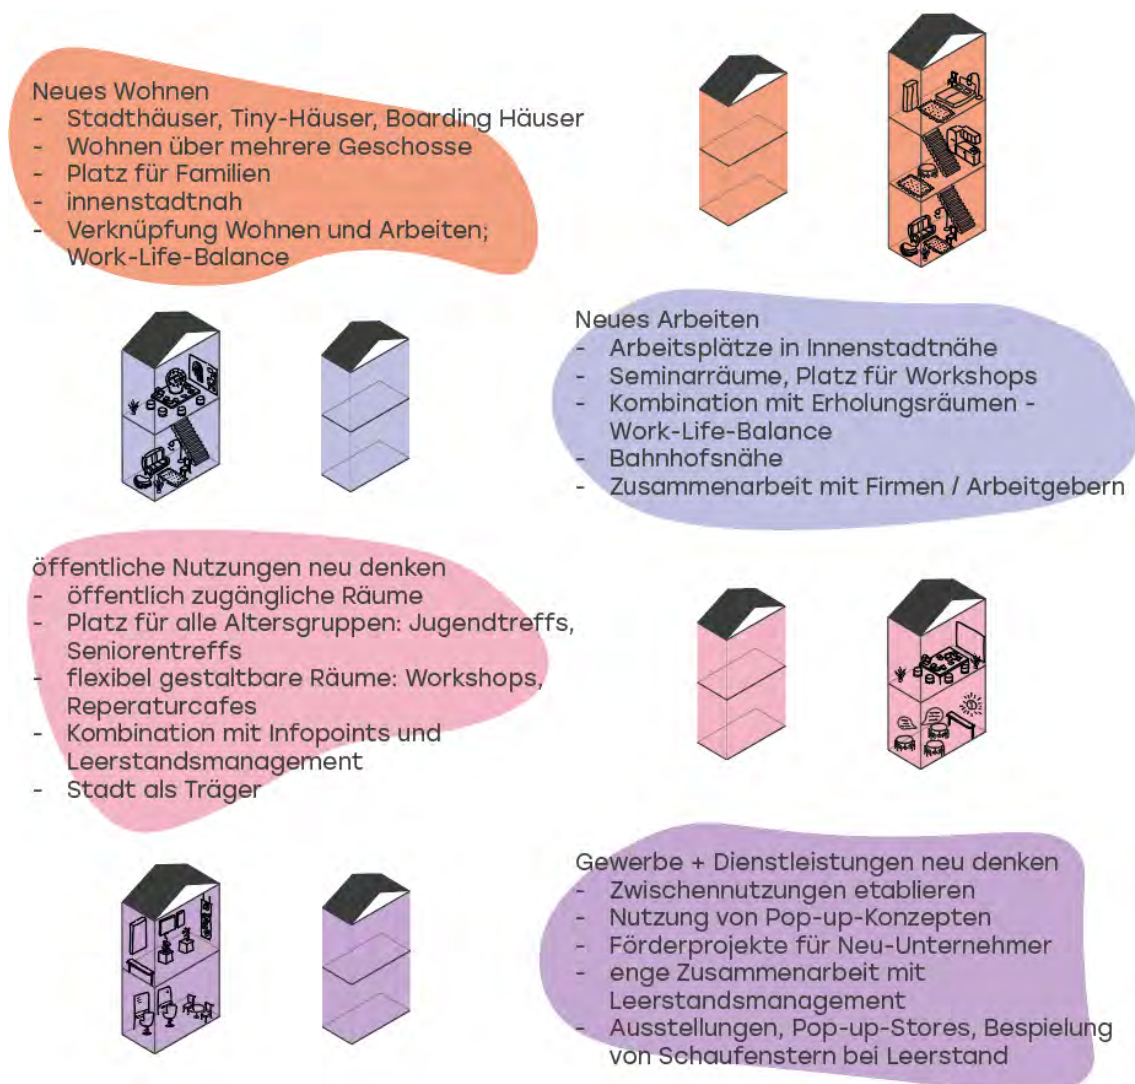 Neues Wohnen
- Stadthäuser, Tiny-Häuser, Boarding Häuser
- Wohnen über mehrere Geschosse
- Platz für Familien
- innenstadtnah
- Verknüpfung Wohnen und Arbeiten;
Work-Life-Balance
Neues Arbeiten
- Arbeitsplätze in Innenstadtnähe
- Seminarräume, Platz für Workshops
- Kombination mit Erholungsräumen -
Work-Life-Balance
- Bahnhofsnähe
- Zusammenarbeit mit Firmen / Arbeitgebern
öffentliche Nutzungen neu denken
- öffentlich zugängliche Räume
- Platz für alle Altersgruppen: Jugendtreffs,
Seniorentreffs
- flexibel gestaltbare Räume: Workshops,
Reperaturcafes
- Kombination mit Infopoints und
Leerstandsmanagement
- Stadt als Träger
Gewerbe + Dienstleistungen neu denken
- Zwischennutzungen etablieren
- Nutzung von Pop-up-Konzepten
- Förderprojekte für Neu-Unternehmer
- enge Zusammenarbeit mit
Leerstandsmanagement
- Ausstellungen, Pop-up-Stores, Bespielung
von Schaufenstern bei Leerstand